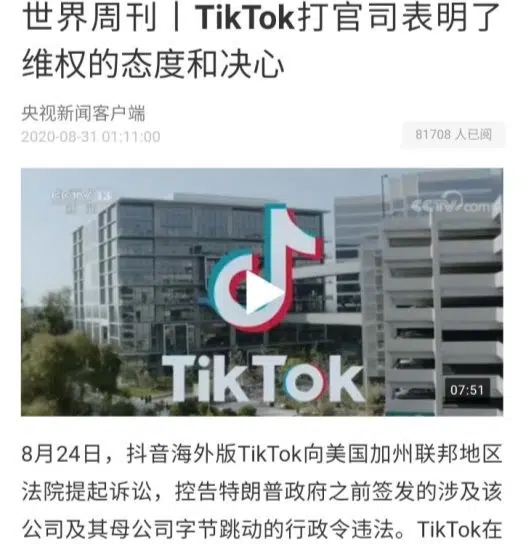 世界周刊丨TikTok打官司表明了
维权的态度和决心
央视新闻客户端
2020-08-31 01:11:00
81708 人已阅
CCTV.com
TikTok
07:51
8月24日，抖音海外版TikTok向美国加州联邦地区
法院提起诉讼，控告特朗普政府之前签发的涉及该
公司及其母公司字节跳动的行政令违法。TikTok在